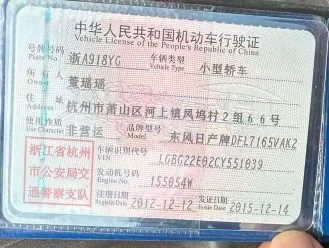 中华人民共和国机动车行驶证
Vehicle License of the People's Republic of China
号牌号码 Plate No. 浙A918YG 车辆类型 Vehicle Type 小型轿车
所有人 Owner 董瑶瑶
住址 Address 杭州市萧山区河上镇凤坞村2组66号
使用性质 Use Character 非营运 品牌型号 Model 东风日产牌DFL7165VAK2
浙江省杭州市公安局交通警察支队
车辆识别代号 VIN LGBC22E02CY551039
发动机号码 Engine No. 155054W
注册日期 Register Date 2012-12-12 发证日期 Issue Date 2015-12-14